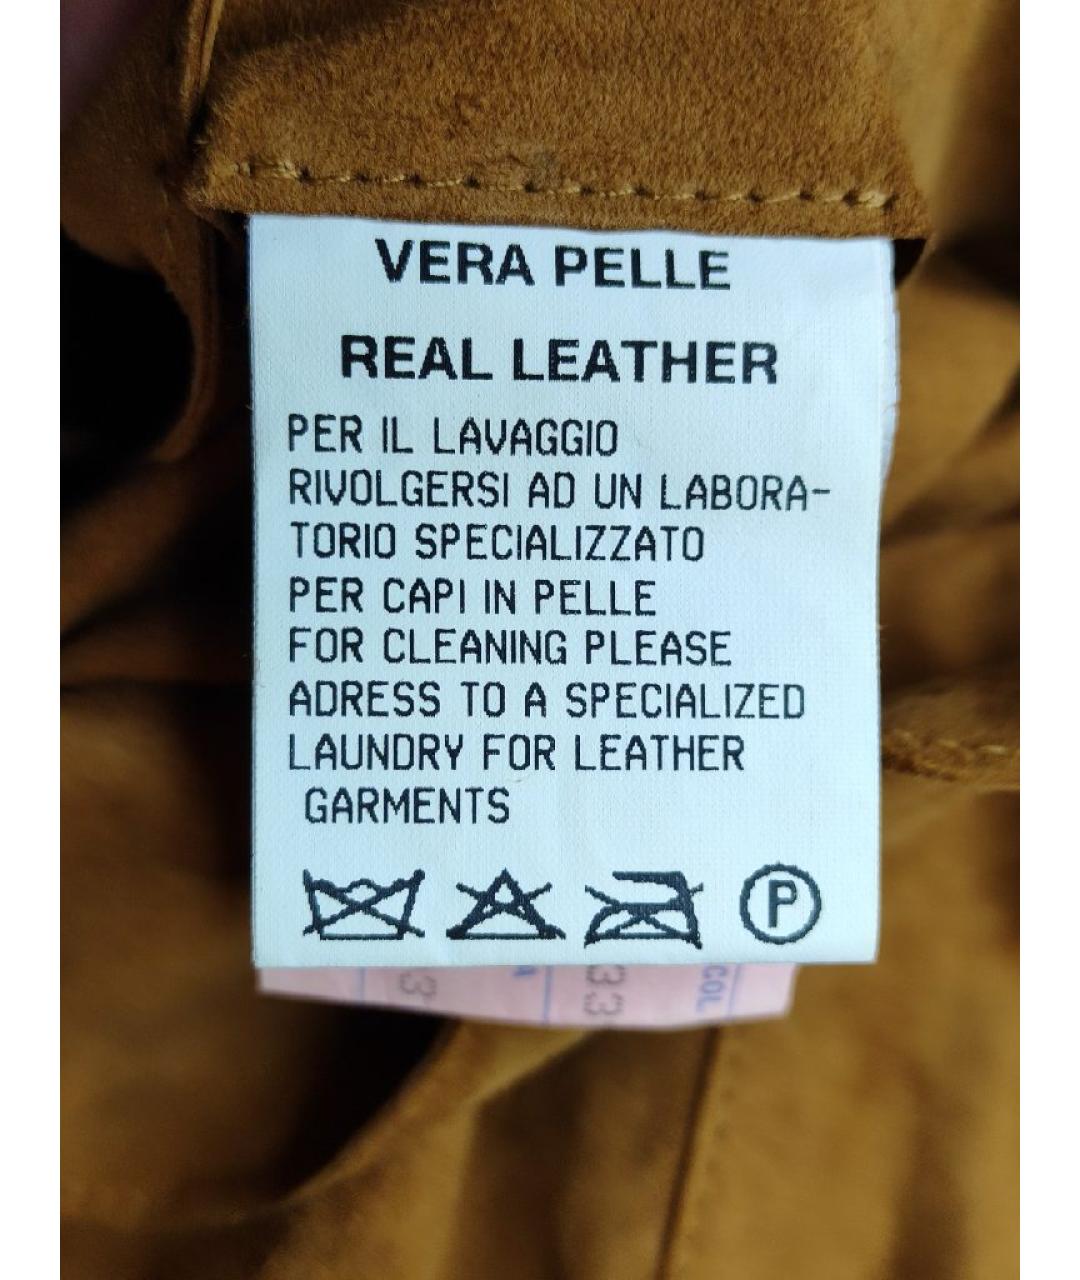 VERA PELLE
REAL LEATHER
PER IL LAVAGGIO
RIVOLGERSI AD UN LABORA-
TORIO SPECIALIZZATO
PER CAPI IN PELLE
FOR CLEANING PLEASE
ADRESS TO A SPECIALIZED
LAUNDRY FOR LEATHER
GARMENTS
P